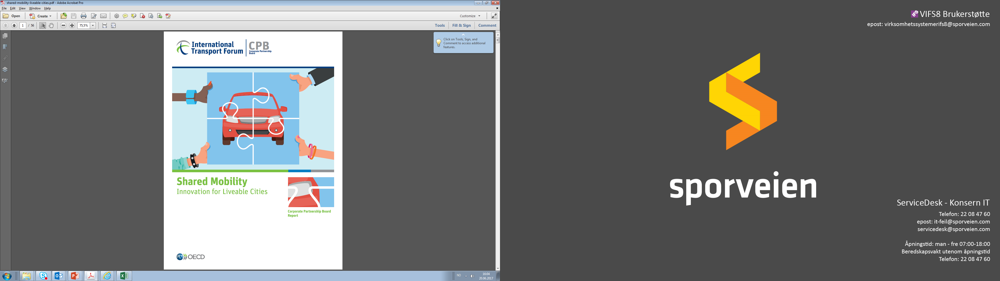 shared-mobility-liveable-cities.pdf - Adobe Acrobat Pro
File Edit View Window Help
Open Create Customize
1 / 56 75,5% Tools Fill & Sign Comment
Click on Tools, Sign, and
Comment to access additional
features.
International
Transport Forum
CPB
Corporate Partnership
Board
Shared Mobility
Innovation for Liveable Cities
Corporate Partnership Board
Report
OECD
NO
16:04
20.06.2017
VIFS8 Brukerstøtte
epost: virksomhetssystemerifs8@sporveien.com
sporveien
ServiceDesk - Konsern IT
Telefon: 22 08 47 60
epost: it-feil@sporveien.com
servicedesk@sporveien.com
Åpningstid: man - fre 07:00-18:00
Beredskapsvakt utenom åpningstid
Telefon: 22 08 47 60